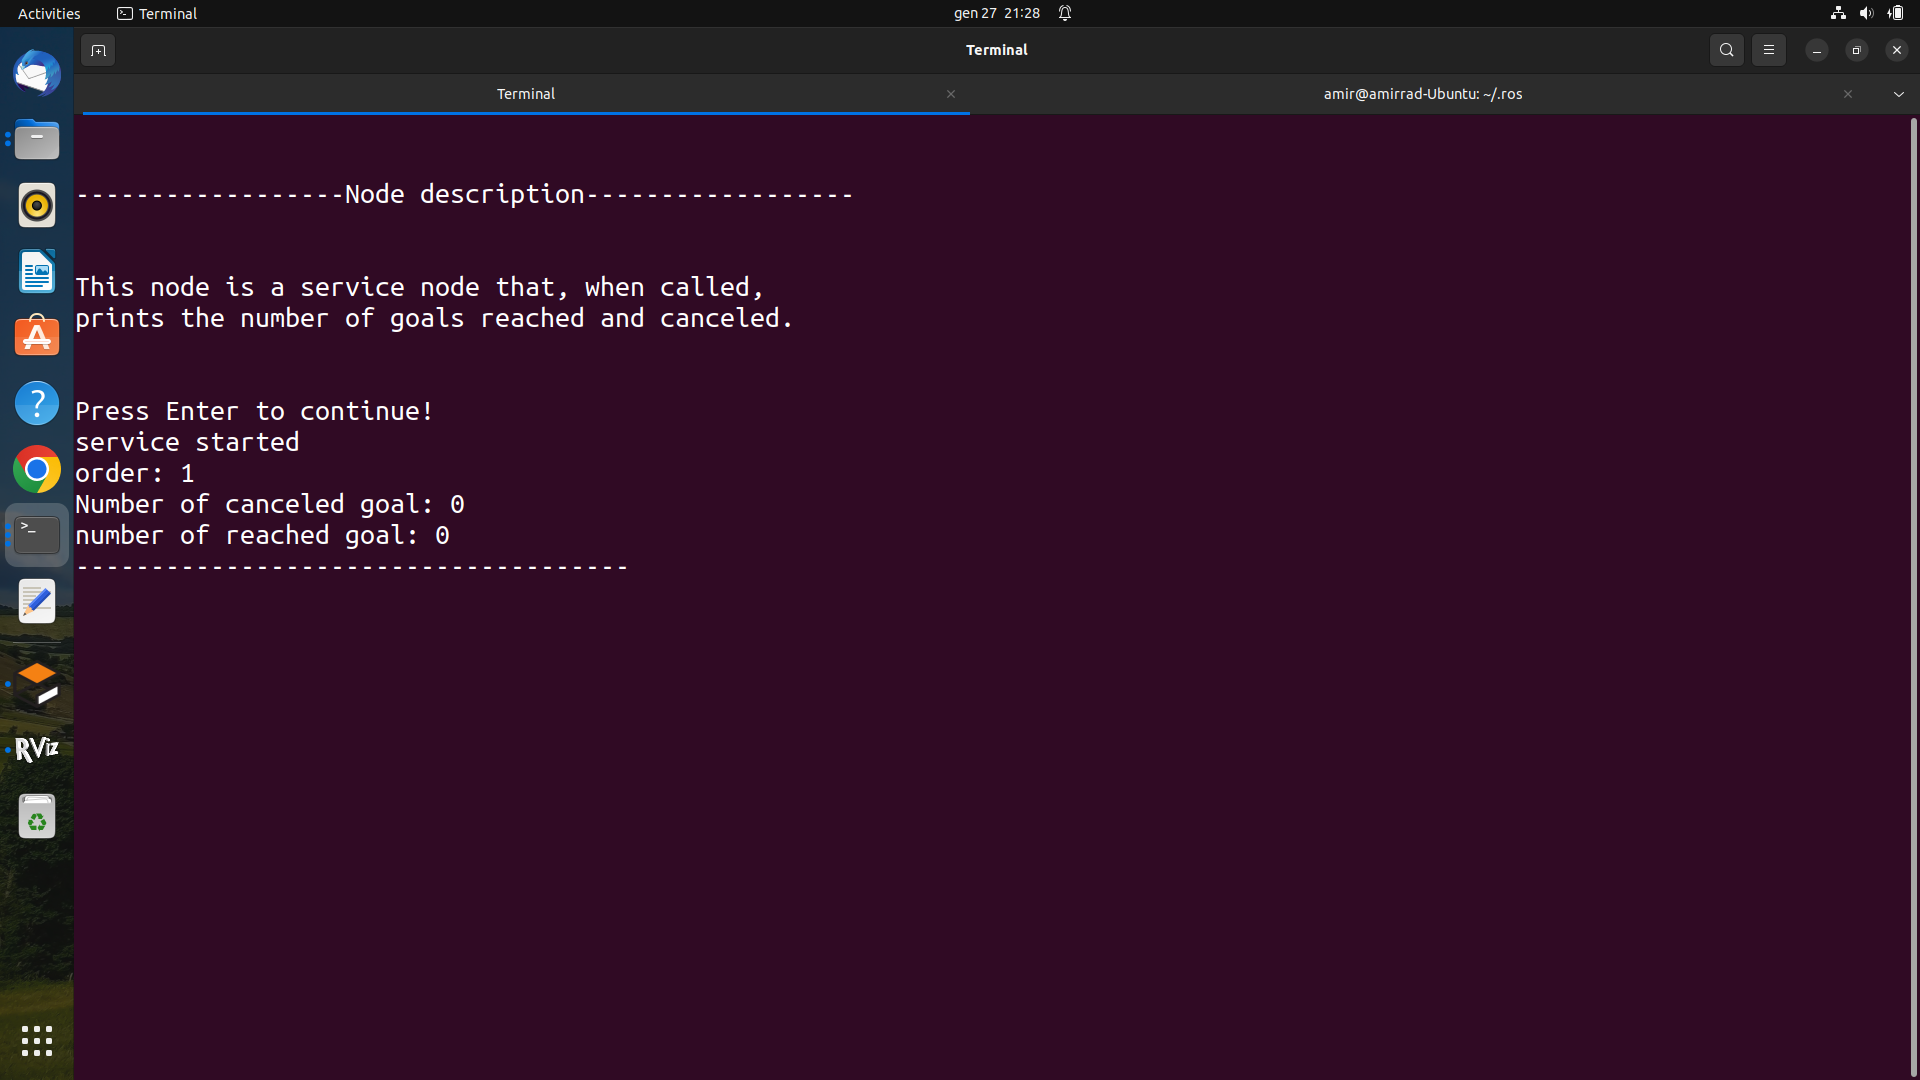 Activities
Terminal
gen 27 21:28
Terminal
Terminal
amir@amirrad-Ubuntu: ~/.ros
------------------Node description------------------
This node is a service node that, when called,
prints the number of goals reached and canceled.
Press Enter to continue!
service started
order: 1
Number of canceled goal: 0
number of reached goal: 0
-------------------------------------
>_
RViz